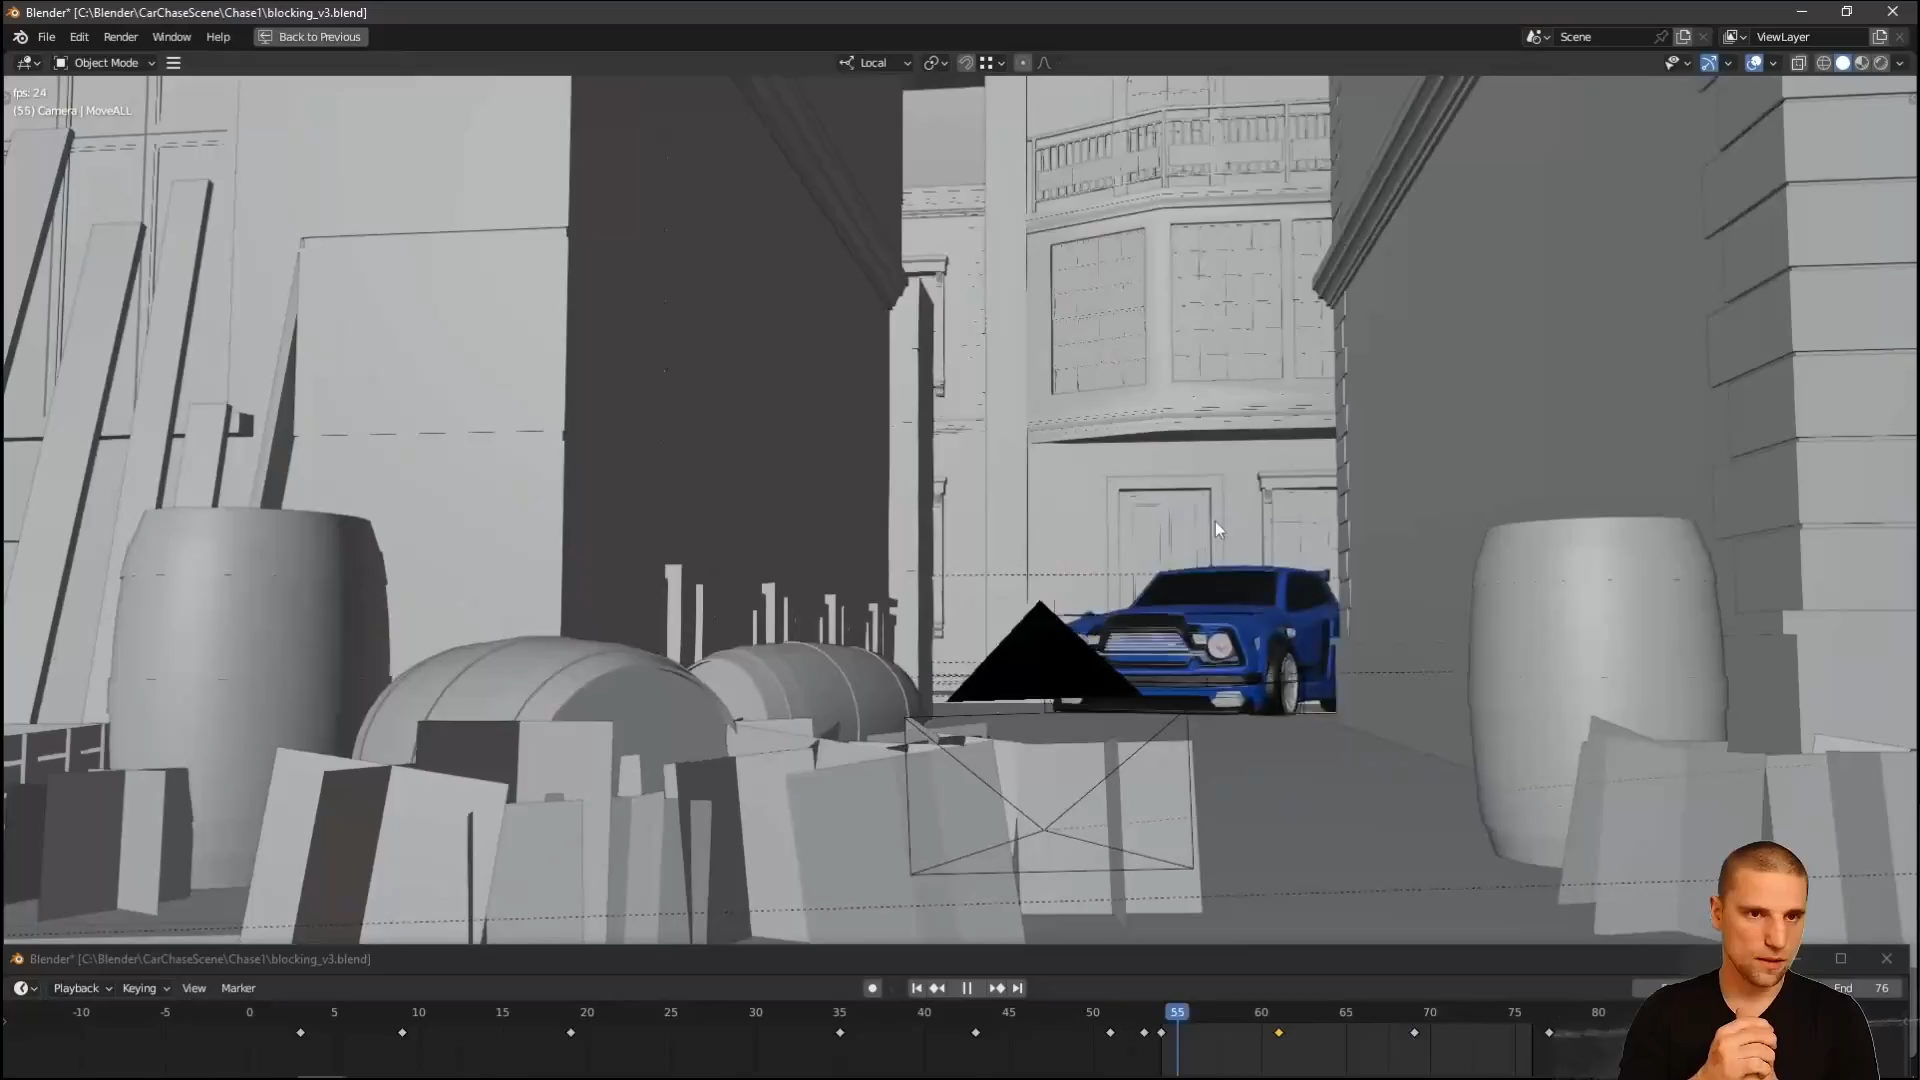 Blender* [C:\Blender\CarChaseScene\Chase1\blocking_v3.blend]
File Edit Render Window Help Back to Previous Scene ViewLayer
Object Mode Local
fps: 24
(55) Camera | MoveALL
Blender* [C:\Blender\CarChaseScene\Chase1\blocking_v3.blend]
Playback Keying View Marker End 76
-10 -5 0 5 10 15 20 25 30 35 40 45 50 55 60 65 70 75 80